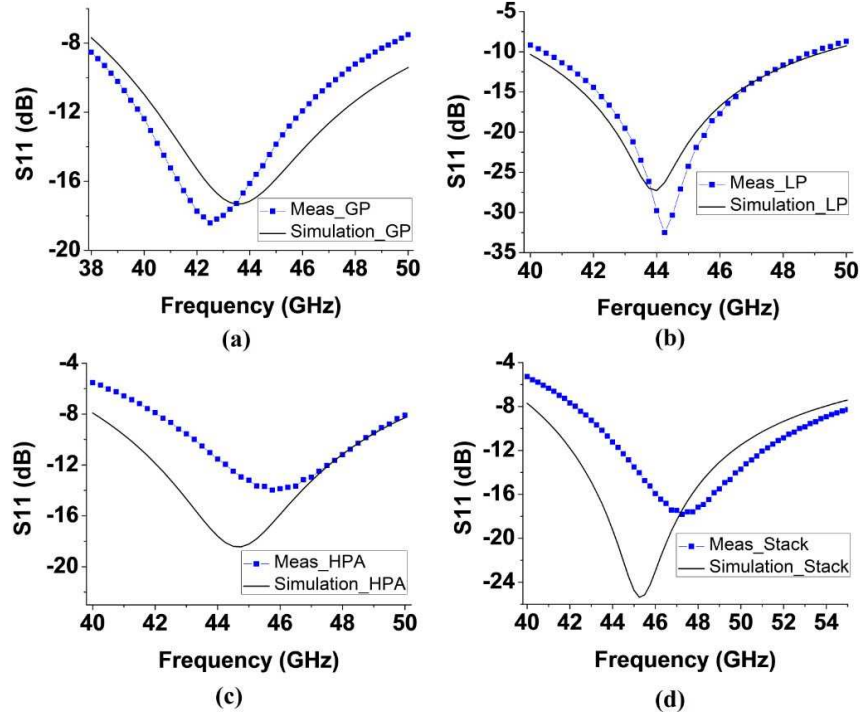 -8
-12
-16
-20
S11 (dB)
Meas_GP
Simulation_GP
38 40 42 44 46 48 50
Frequency (GHz)
(a)
-5
-10
-15
-20
-25
-30
-35
S11 (dB)
Meas_LP
Simulation_LP
40 42 44 46 48 50
Ferquency (GHz)
(b)
-4
-8
-12
-16
-20
S11 (dB)
Meas_HPA
Simulation_HPA
40 42 44 46 48 50
Frequency (GHz)
(c)
-4
-8
-12
-16
-20
-24
S11 (dB)
Meas_Stack
Simulation_Stack
40 42 44 46 48 50 52 54
Frequency (GHz)
(d)